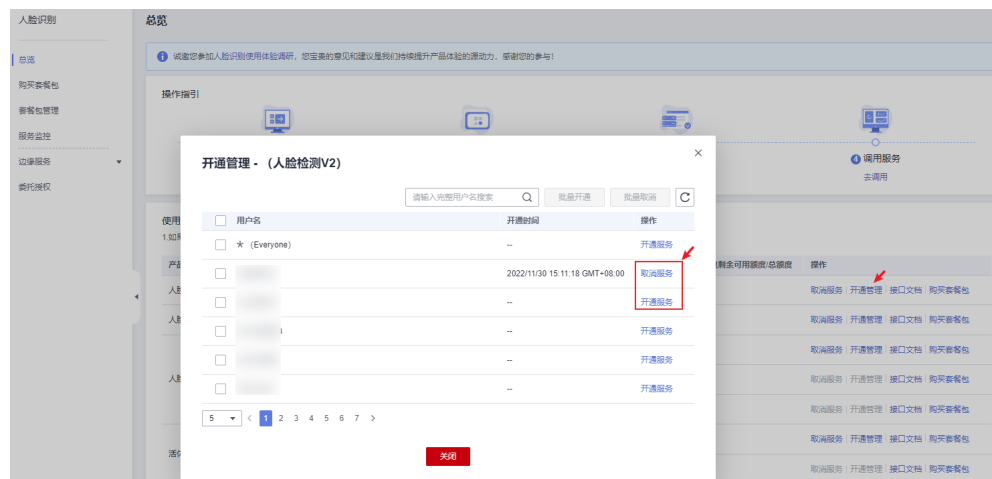 人脸识别
总览
总览
诚邀您参加人脸识别使用体验调研，您宝贵的意见和建议是我们持续提升产品体验的源动力，感谢您的参与！
购买套餐包
操作指引
套餐包管理
服务监控
边缘服务
委托授权
4 调用服务
去调用
开通管理 - （人脸检测V2）
请输入完整用户名搜索
批量开通
批量取消
用户名 开通时间 操作
* (Everyone) -- 开通服务
2022/11/30 15:11:18 GMT+08:00 取消服务
-- 开通服务
-- 开通服务
-- 开通服务
-- 开通服务
5 < 1 2 3 4 5 6 7 >
关闭
使用
剩余可用额度/总额度 操作
取消服务 开通管理 接口文档 购买套餐包
取消服务 开通管理 接口文档 购买套餐包
取消服务 开通管理 接口文档 购买套餐包
取消服务 开通管理 接口文档 购买套餐包
取消服务 开通管理 接口文档 购买套餐包
取消服务 开通管理 接口文档 购买套餐包
取消服务 开通管理 接口文档 购买套餐包